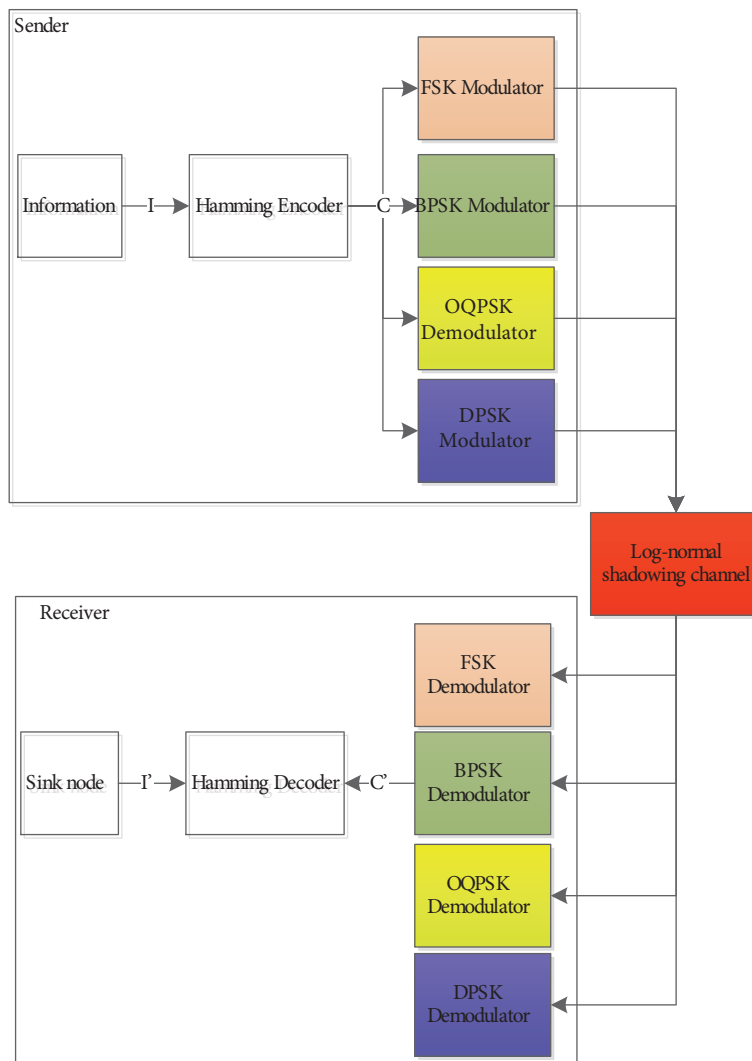 Sender
FSK Modulator
Information
I
Hamming Encoder
C
BPSK Modulator
OQPSK
Demodulator
DPSK
Modulator
Log-normal
shadowing channel
Receiver
FSK
Demodulator
Sink node
I'
Hamming Decoder
C'
BPSK
Demodulator
OQPSK
Demodulator
DPSK
Demodulator